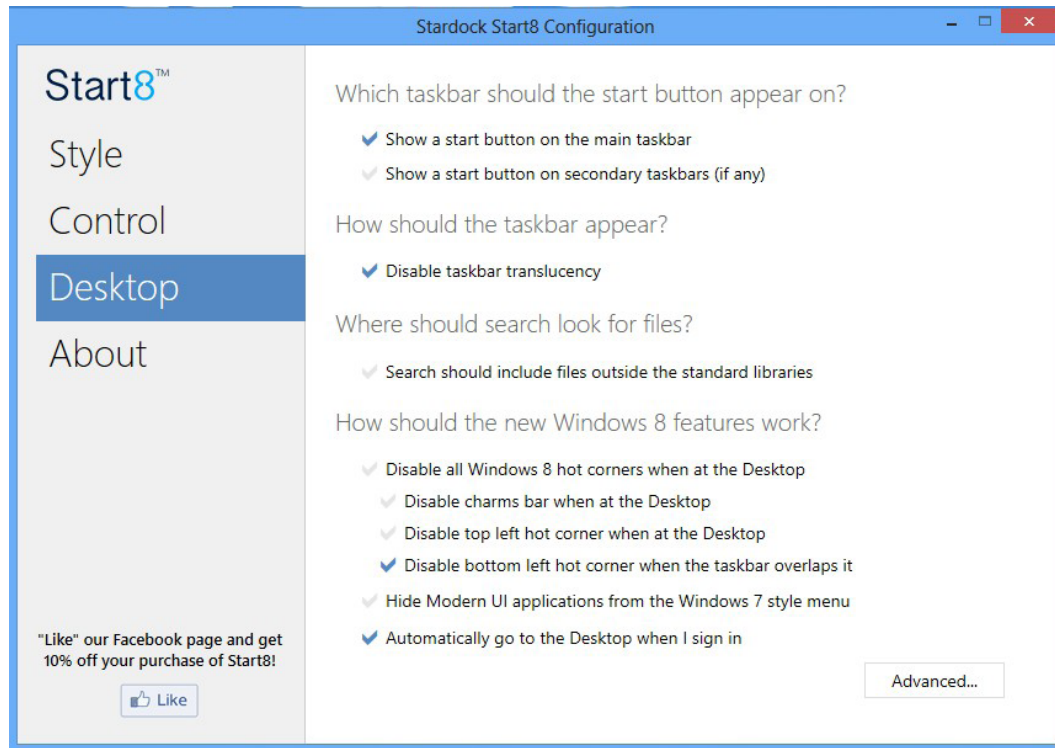 Stardock Start8 Configuration
Start8™
Style
Control
Desktop
About
"Like" our Facebook page and get
10% off your purchase of Start8!
Like
Which taskbar should the start button appear on?
Show a start button on the main taskbar
Show a start button on secondary taskbars (if any)
How should the taskbar appear?
Disable taskbar translucency
Where should search look for files?
Search should include files outside the standard libraries
How should the new Windows 8 features work?
Disable all Windows 8 hot corners when at the Desktop
Disable charms bar when at the Desktop
Disable top left hot corner when at the Desktop
Disable bottom left hot corner when the taskbar overlaps it
Hide Modern UI applications from the Windows 7 style menu
Automatically go to the Desktop when I sign in
Advanced...